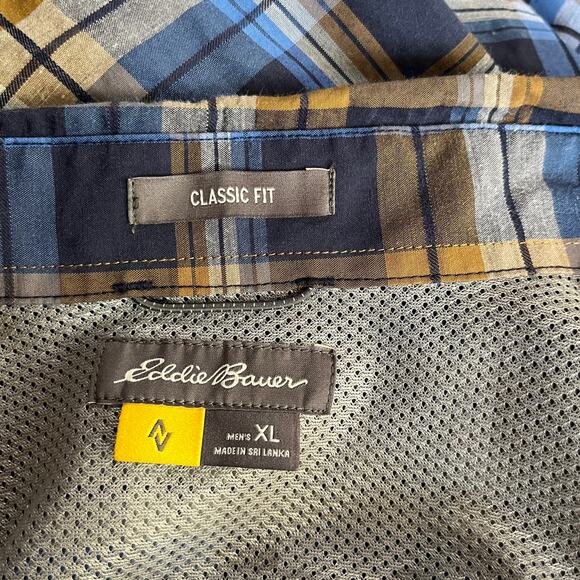 CLASSIC FIT
Eddie Bauer
MEN'S XL
MADE IN SRI LANKA